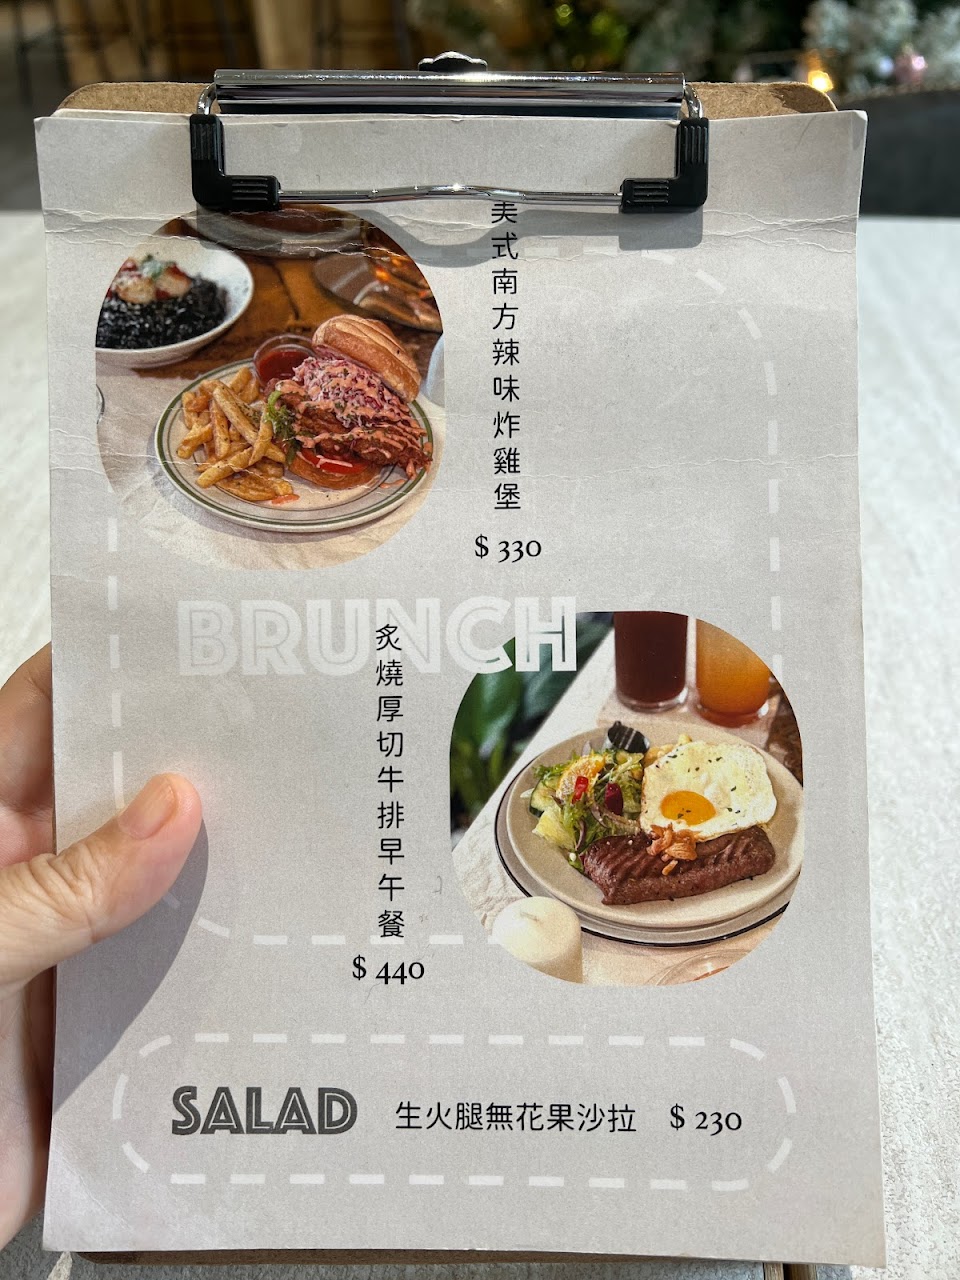 美式南方辣味炸雞堡
$ 330
BRUNCH
炙燒厚切牛排早午餐
$ 440
SALAD 生火腿無花果沙拉 $ 230